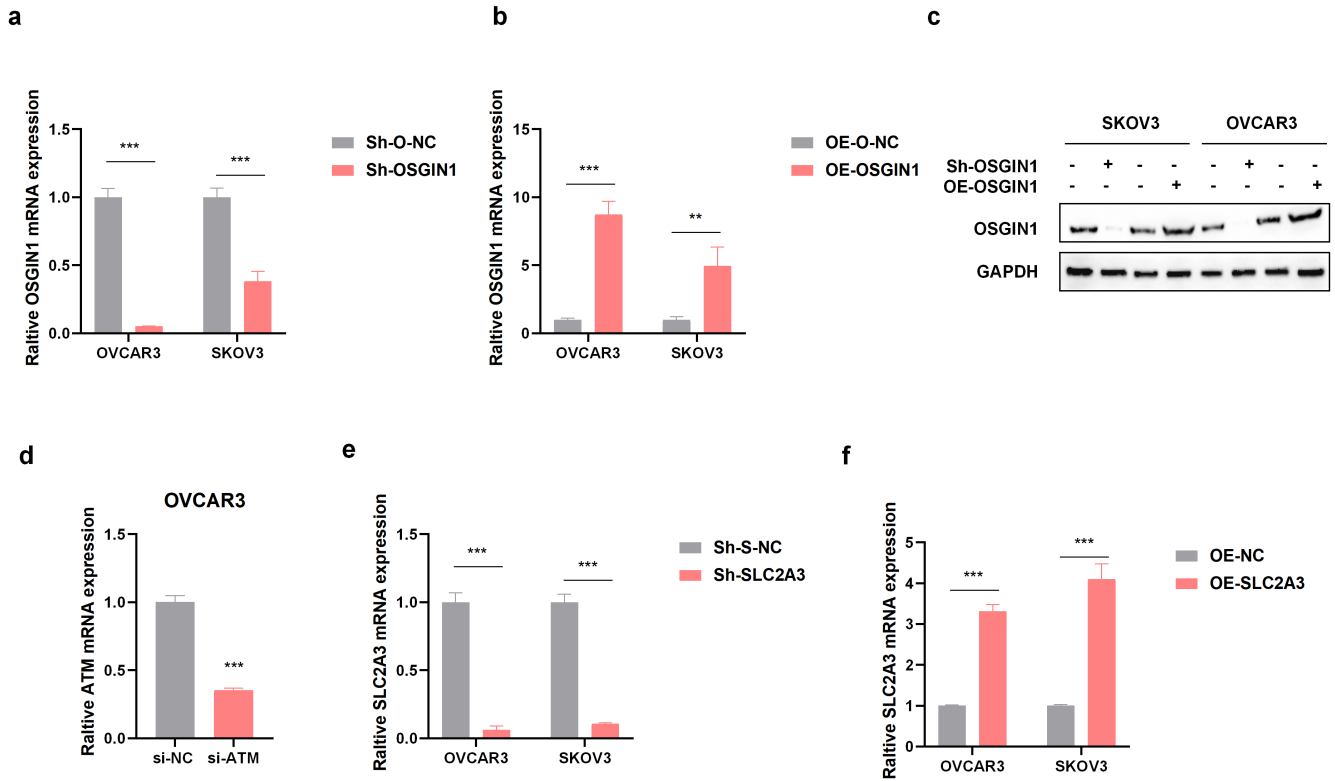 a
Raltive OSGIN1 mRNA expression
1.5
1.0
0.5
0.0
***
***
OVCAR3 SKOV3
Sh-O-NC
Sh-OSGIN1
b
Raltive OSGIN1 mRNA expression
15
10
5
0
***
**
OVCAR3 SKOV3
OE-O-NC
OE-OSGIN1
c
SKOV3 OVCAR3
Sh-OSGIN1 - + - - - + - -
OE-OSGIN1 - - - + - - - +
OSGIN1
GAPDH
d
OVCAR3
Raltive ATM mRNA expression
1.5
1.0
0.5
0.0
***
si-NC si-ATM
e
Raltive SLC2A3 mRNA expression
1.5
1.0
0.5
0.0
***
***
OVCAR3 SKOV3
Sh-S-NC
Sh-SLC2A3
f
Raltive SLC2A3 mRNA expression
5
4
3
2
1
0
***
***
OVCAR3 SKOV3
OE-NC
OE-SLC2A3